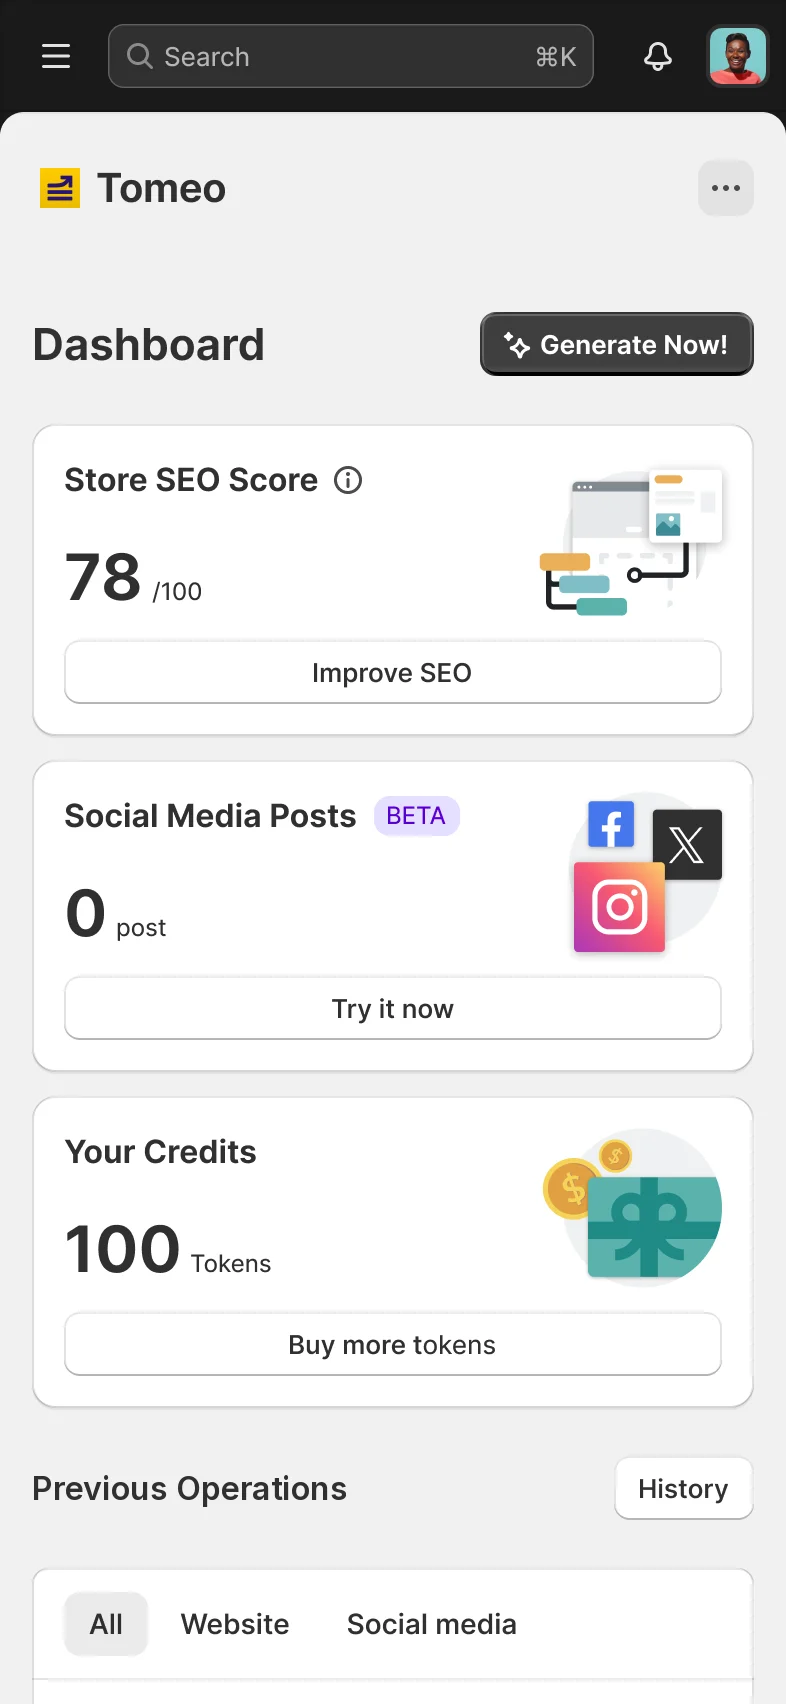 Search ⌘K
Tomeo
Dashboard
Generate Now!
Store SEO Score
78 /100
Improve SEO
Social Media Posts BETA
0 post
Try it now
Your Credits
100 Tokens
Buy more tokens
Previous Operations
History
All Website Social media